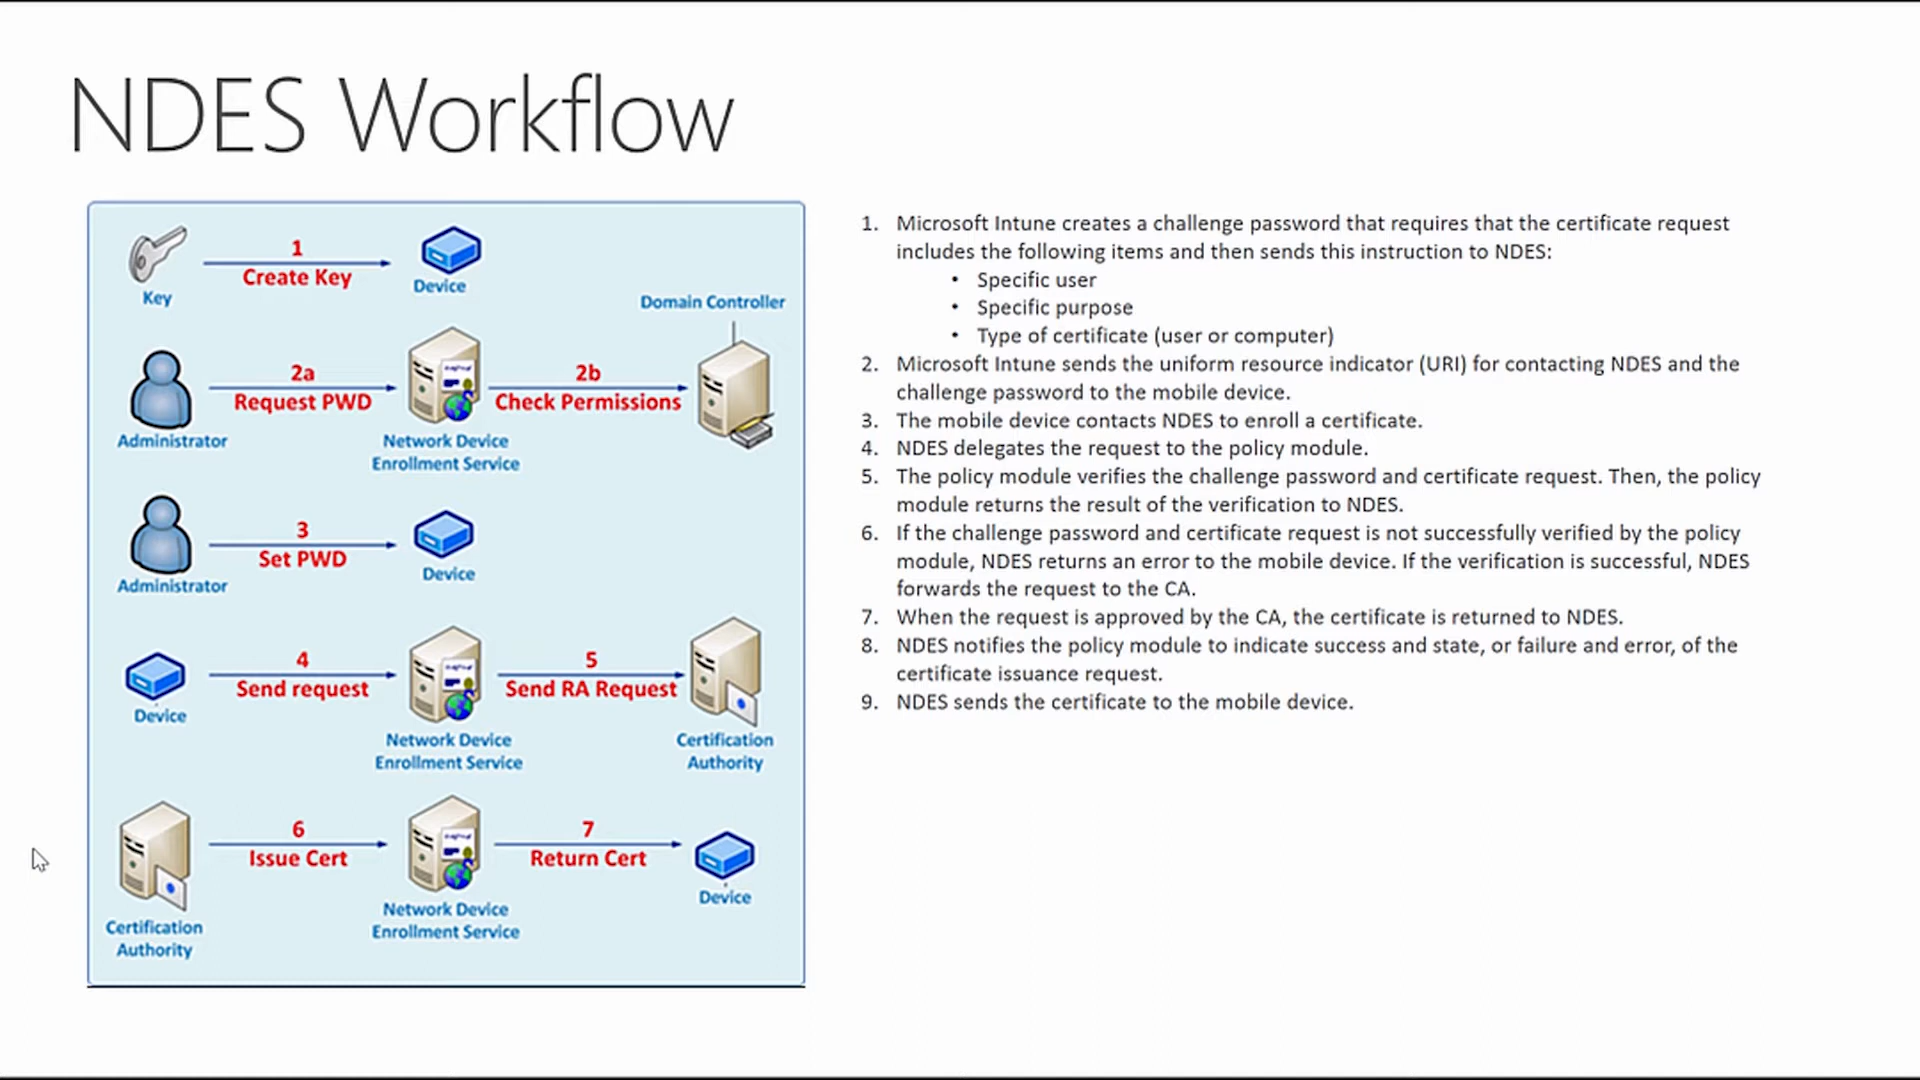 NDES Workflow
1
Create Key
Key
Device
Domain Controller
2a
Request PWD
2b
Check Permissions
Administrator
Network Device
Enrollment Service
3
Set PWD
Administrator
Device
4
Send request
5
Send RA Request
Device
Network Device
Enrollment Service
Certification
Authority
6
Issue Cert
7
Return Cert
Device
Certification
Authority
Network Device
Enrollment Service
1. Microsoft Intune creates a challenge password that requires that the certificate request
includes the following items and then sends this instruction to NDES:
• Specific user
• Specific purpose
• Type of certificate (user or computer)
2. Microsoft Intune sends the uniform resource indicator (URI) for contacting NDES and the
challenge password to the mobile device.
3. The mobile device contacts NDES to enroll a certificate.
4. NDES delegates the request to the policy module.
5. The policy module verifies the challenge password and certificate request. Then, the policy
module returns the result of the verification to NDES.
6. If the challenge password and certificate request is not successfully verified by the policy
module, NDES returns an error to the mobile device. If the verification is successful, NDES
forwards the request to the CA.
7. When the request is approved by the CA, the certificate is returned to NDES.
8. NDES notifies the policy module to indicate success and state, or failure and error, of the
certificate issuance request.
9. NDES sends the certificate to the mobile device.